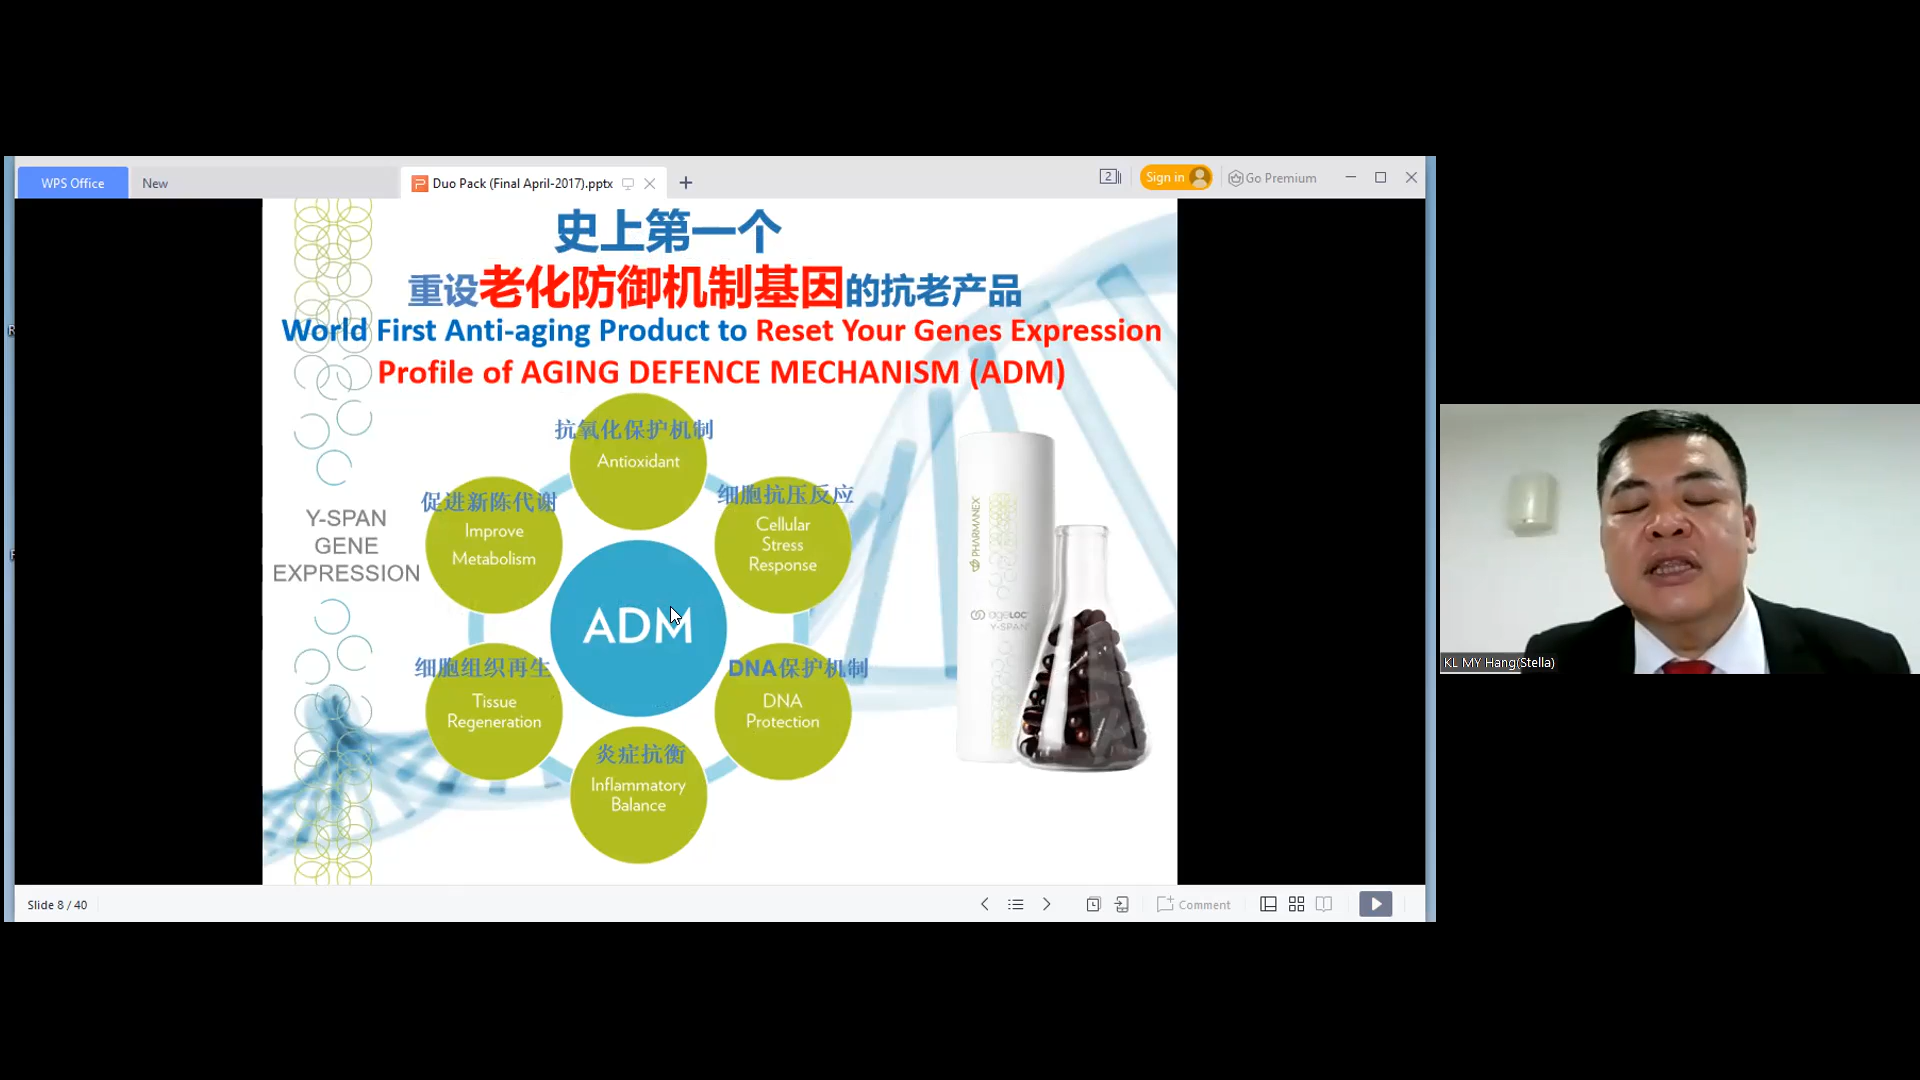 WPS Office
New
Duo Pack (Final April-2017).pptx
2
Sign in
Go Premium
史上第一个
重设老化防御机制基因的抗老产品
World First Anti-aging Product to Reset Your Genes Expression
Profile of AGING DEFENCE MECHANISM (ADM)
抗氧化保护机制
Antioxidant
促进新陈代谢
Improve
Metabolism
细胞抗压反应
Cellular
Stress
Response
Y-SPAN
GENE
EXPRESSION
ADM
细胞组织再生
Tissue
Regeneration
DNA保护机制
DNA
Protection
炎症抗衡
Inflammatory
Balance
PHARMANEX
ageLOC
Y-SPAN
KL MY Hang(Stella)
Slide 8 / 40
Comment